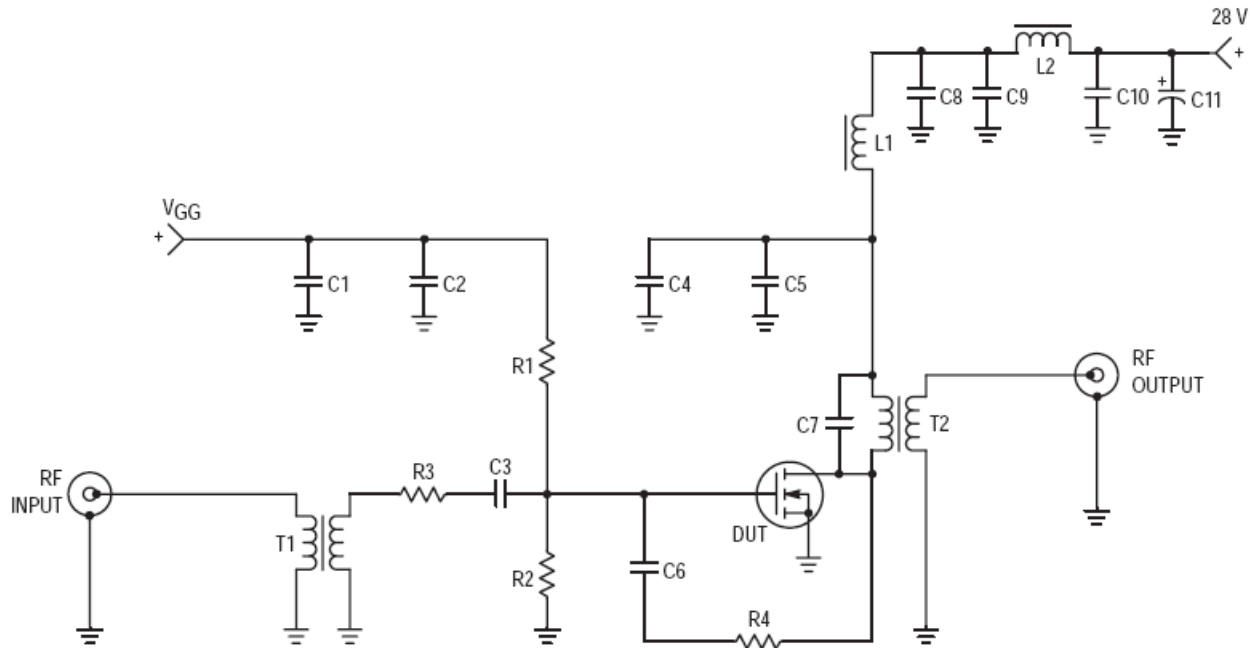 28 V
+
L2
C8
C9
C10
+
C11
L1
VGG
+
C1
C2
C4
C5
R1
RF
OUTPUT
C7
T2
RF
INPUT
R3
C3
T1
DUT
R2
C6
R4